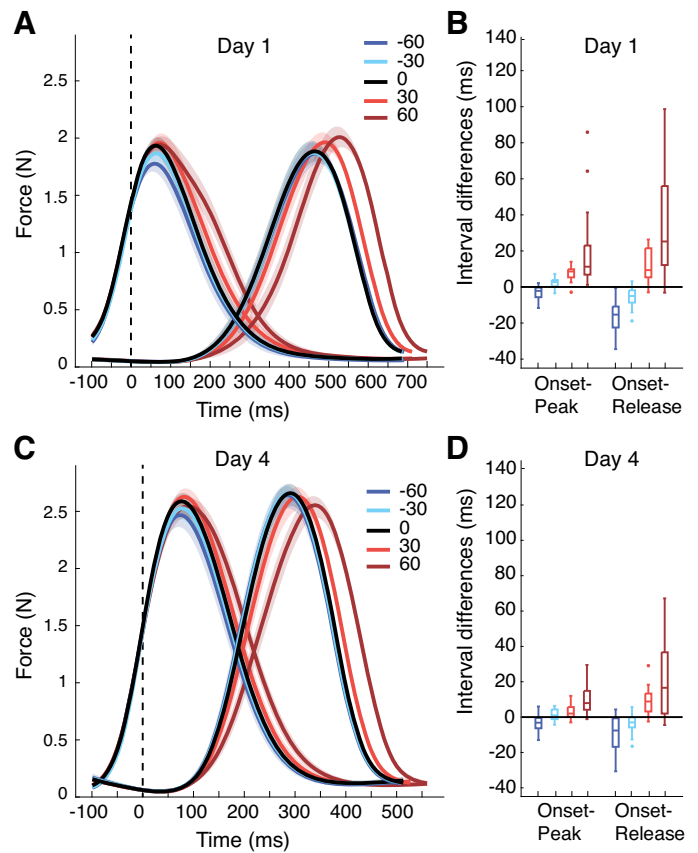 A
Day 1
-60
-30
0
30
60
2.5
2
1.5
1
0.5
0
Force (N)
-100 0 100 200 300 400 500 600 700
Time (ms)
B
Day 1
140
120
100
80
60
40
20
0
-20
-40
Interval differences (ms)
Onset- Onset-
Peak Release
C
Day 4
-60
-30
0
30
60
2.5
2
1.5
1
0.5
0
Force (N)
-100 0 100 200 300 400 500
Time (ms)
D
Day 4
140
120
100
80
60
40
20
0
-20
-40
Interval differences (ms)
Onset- Onset-
Peak Release